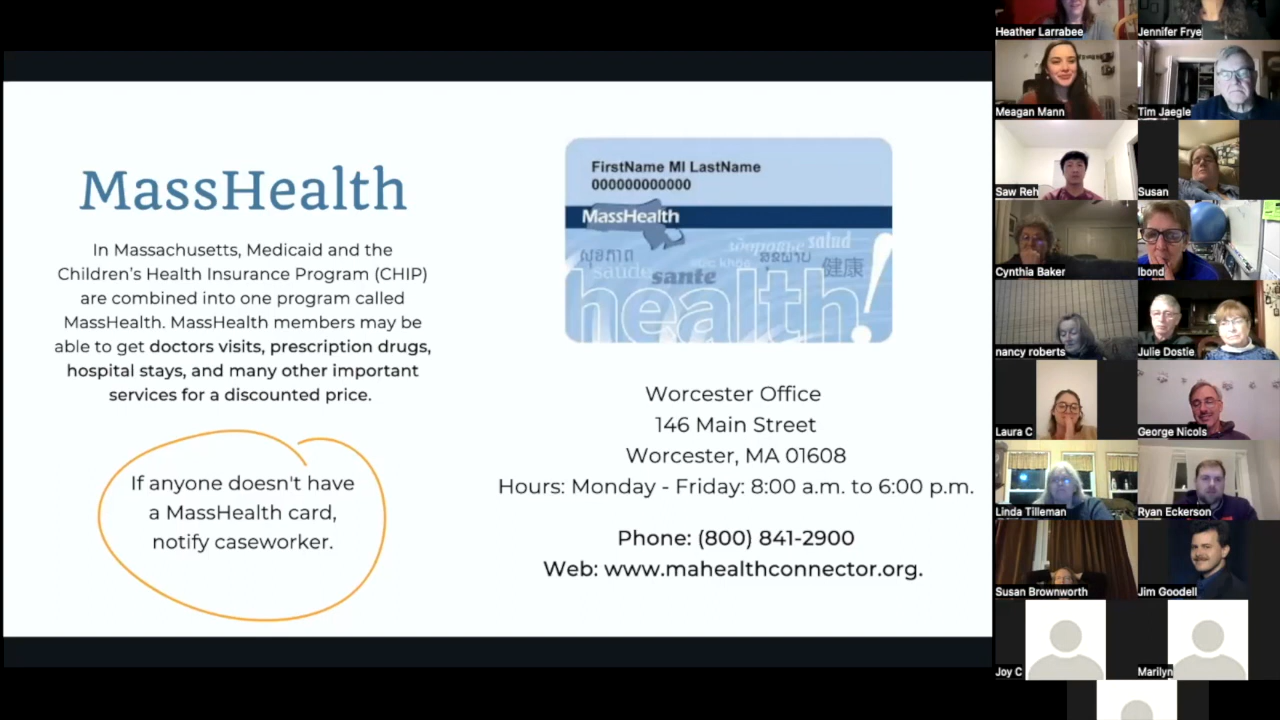 MassHealth
In Massachusetts, Medicaid and the
Children's Health Insurance Program (CHIP)
are combined into one program called
MassHealth. MassHealth members may be
able to get doctors visits, prescription drugs,
hospital stays, and many other important
services for a discounted price.
If anyone doesn't have
a MassHealth card,
notify caseworker.
FirstName MI LastName
000000000000
MassHealth
salud
santé
健康
health!
Worcester Office
146 Main Street
Worcester, MA 01608
Hours: Monday - Friday: 8:00 a.m. to 6:00 p.m.
Phone: (800) 841-2900
Web: www.mahealthconnector.org.
Heather Larrabee
Jennifer Frye
Meagan Mann
Tim Jaegle
Saw Reh
Susan
Cynthia Baker
lbond
nancy roberts
Julie Dostie
Laura C
George Nicols
Linda Tilleman
Ryan Eckerson
Susan Brownworth
Jim Goodell
Joy C
Marilyn